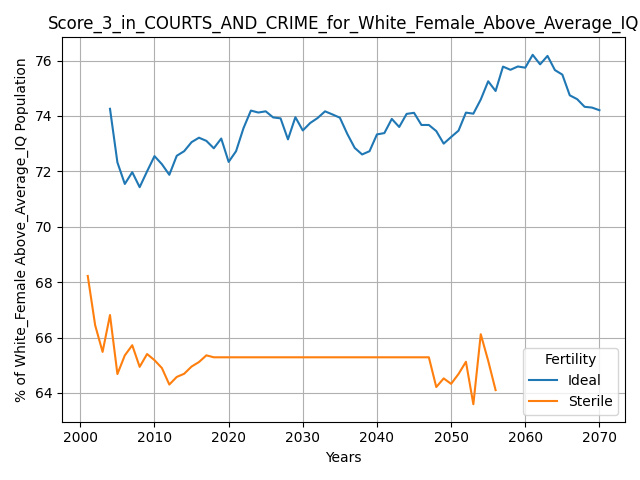 Score_3_in_COURTS_AND_CRIME_for_White_Female_Above_Average_IQ
% of White_Female Above_Average_IQ Population
76
74
72
70
68
66
64
Fertility
Ideal
Sterile
2000 2010 2020 2030 2040 2050 2060 2070
Years